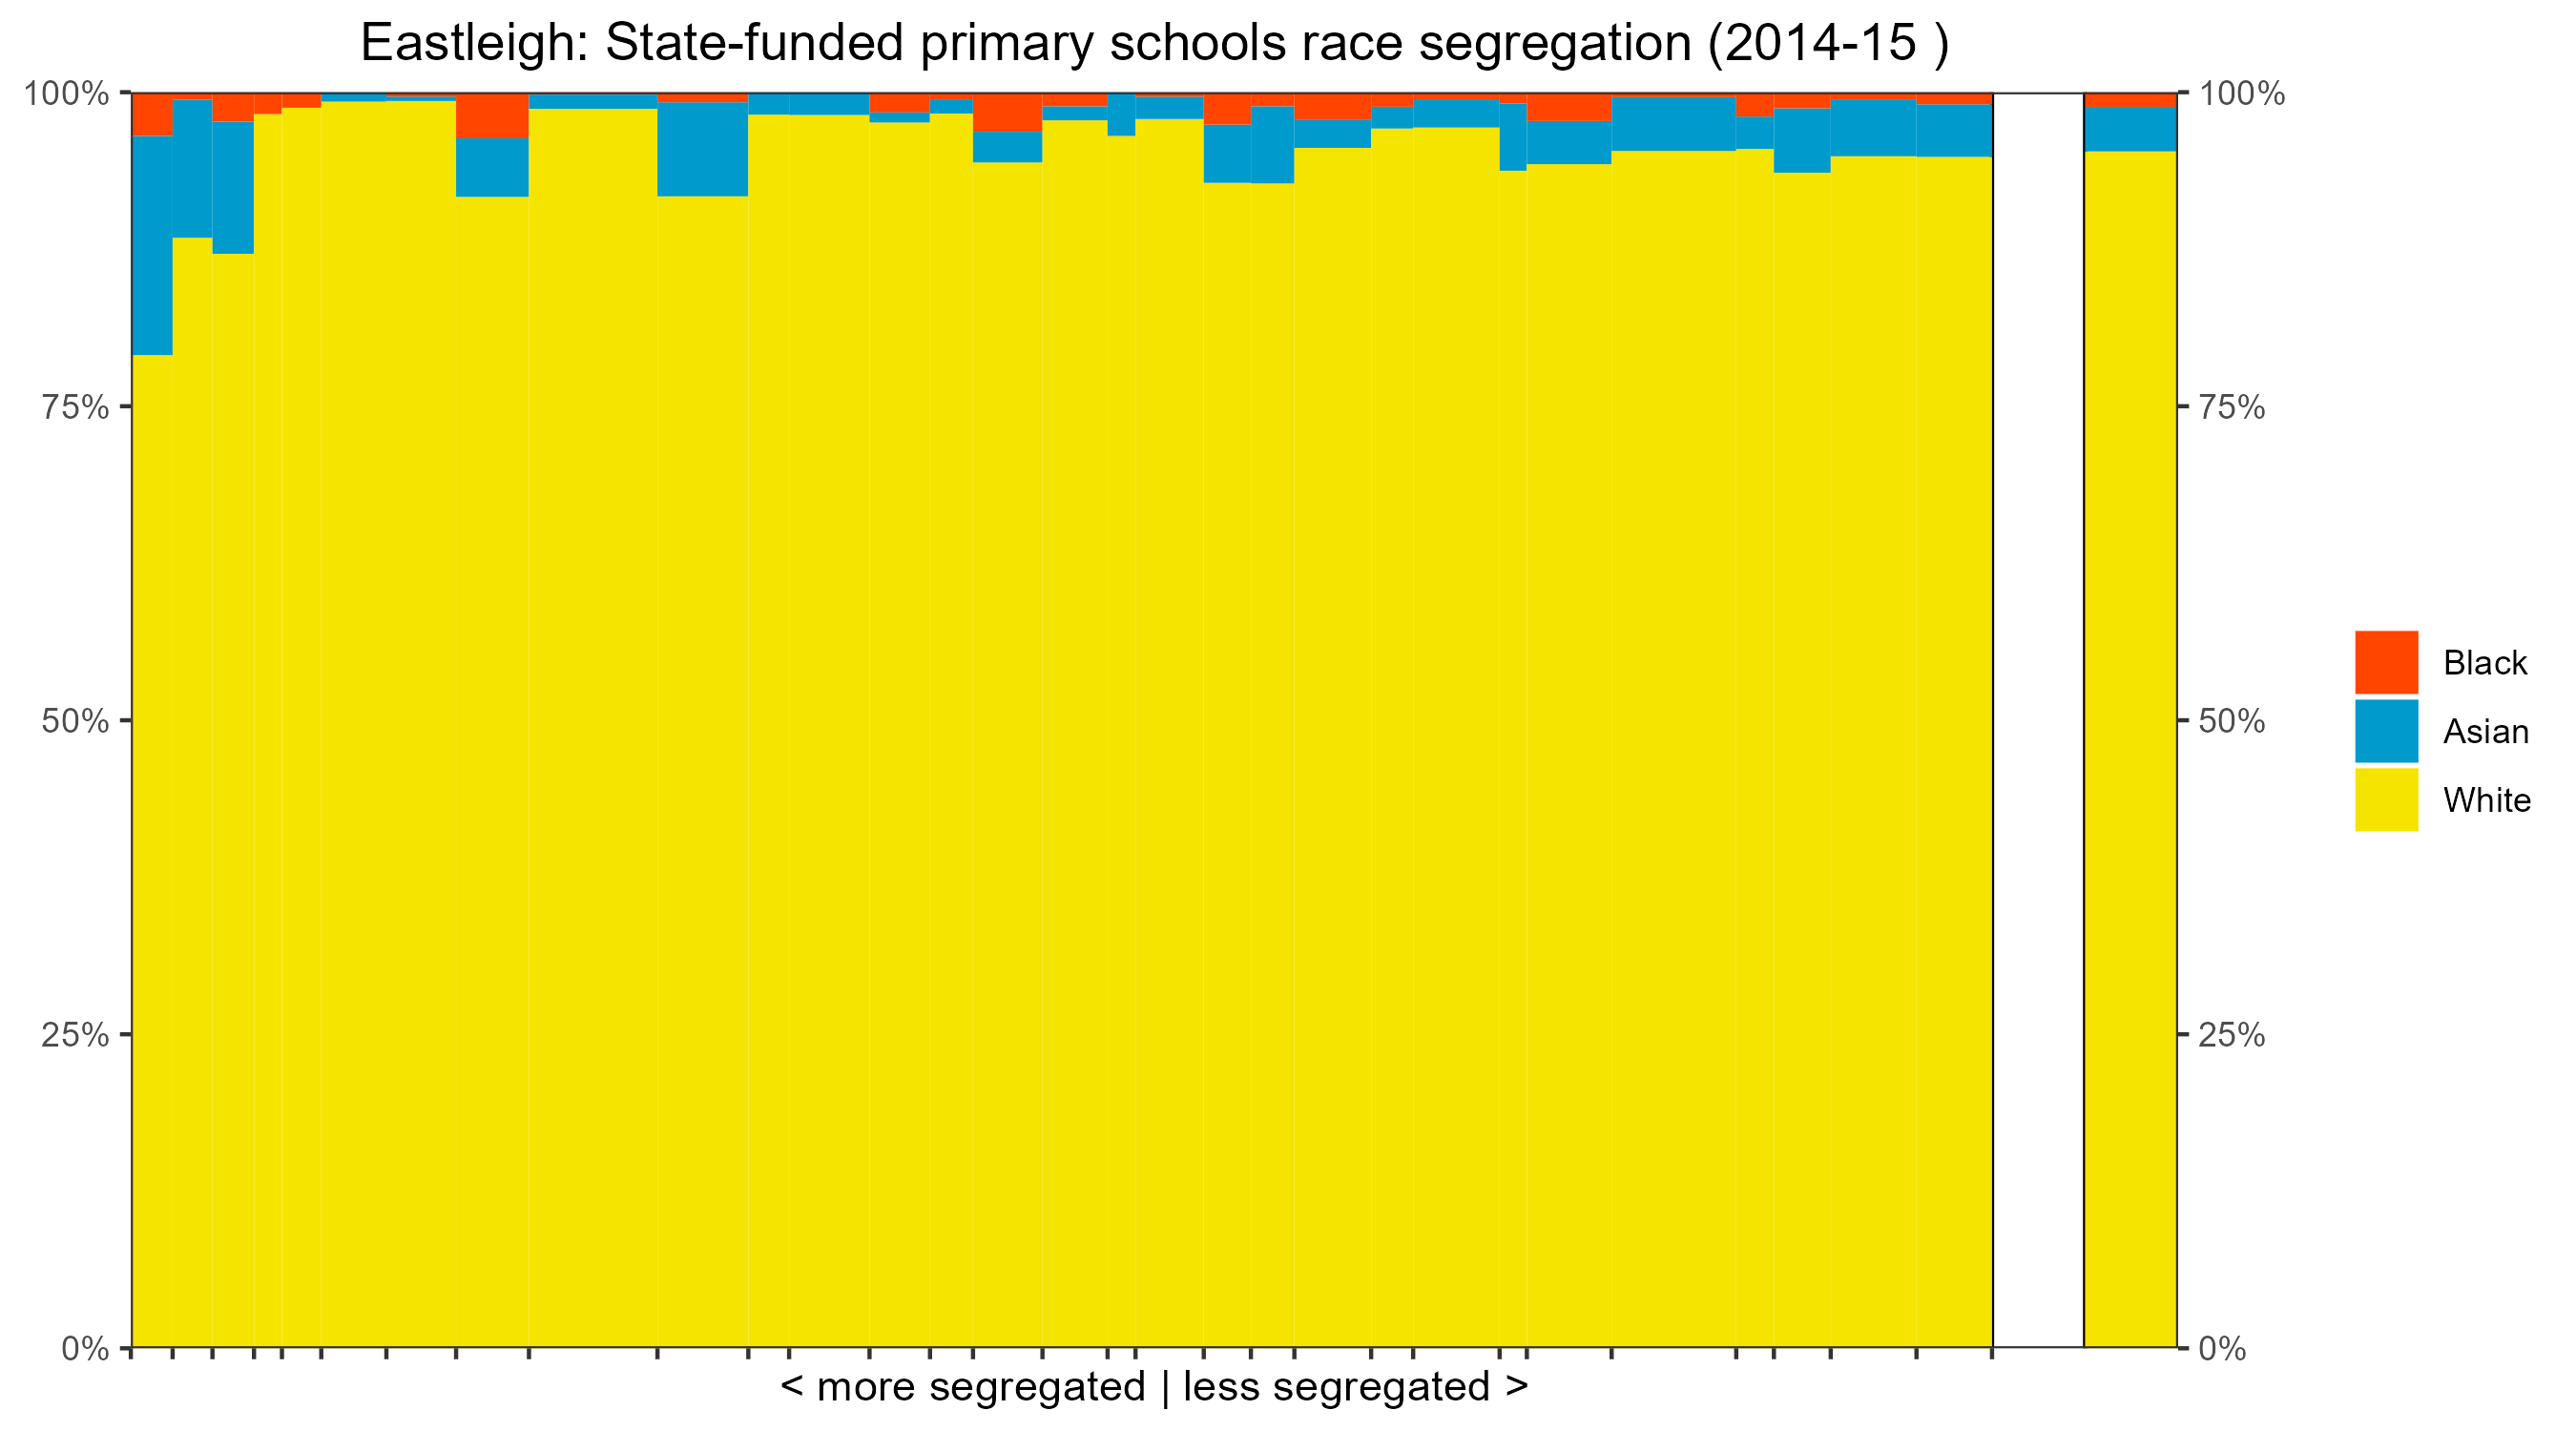 Eastleigh: State-funded primary schools race segregation (2014-15 )
100%
100%
75%
75%
50%
50%
25%
25%
0%
0%
Black
Asian
White
< more segregated | less segregated >